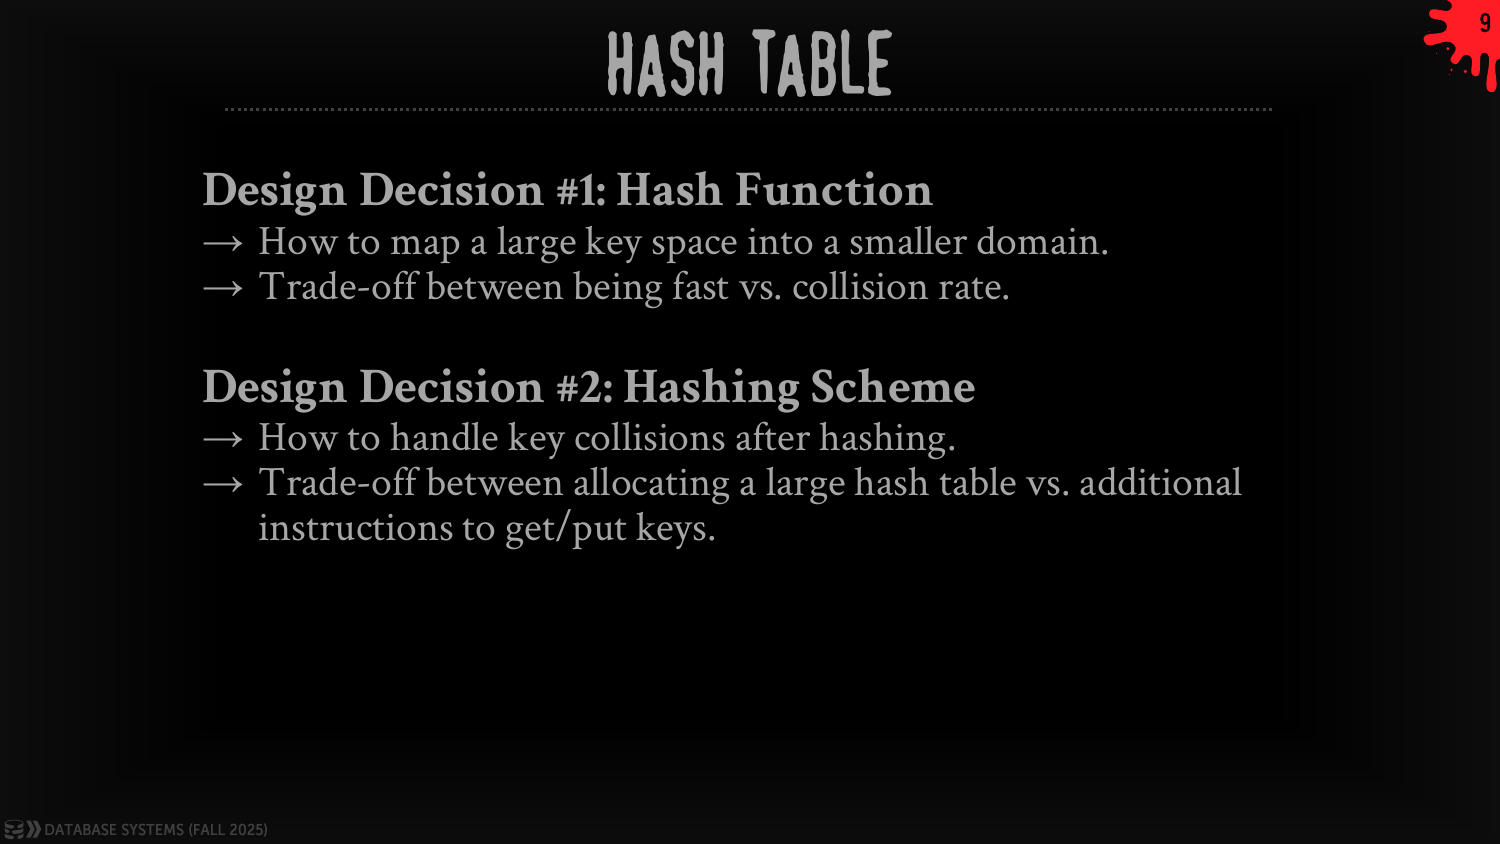 9
HASH TABLE
Design Decision #1: Hash Function
→ How to map a large key space into a smaller domain.
→ Trade-off between being fast vs. collision rate.
Design Decision #2: Hashing Scheme
→ How to handle key collisions after hashing.
→ Trade-off between allocating a large hash table vs. additional
instructions to get/put keys.
DATABASE SYSTEMS (FALL 2025)